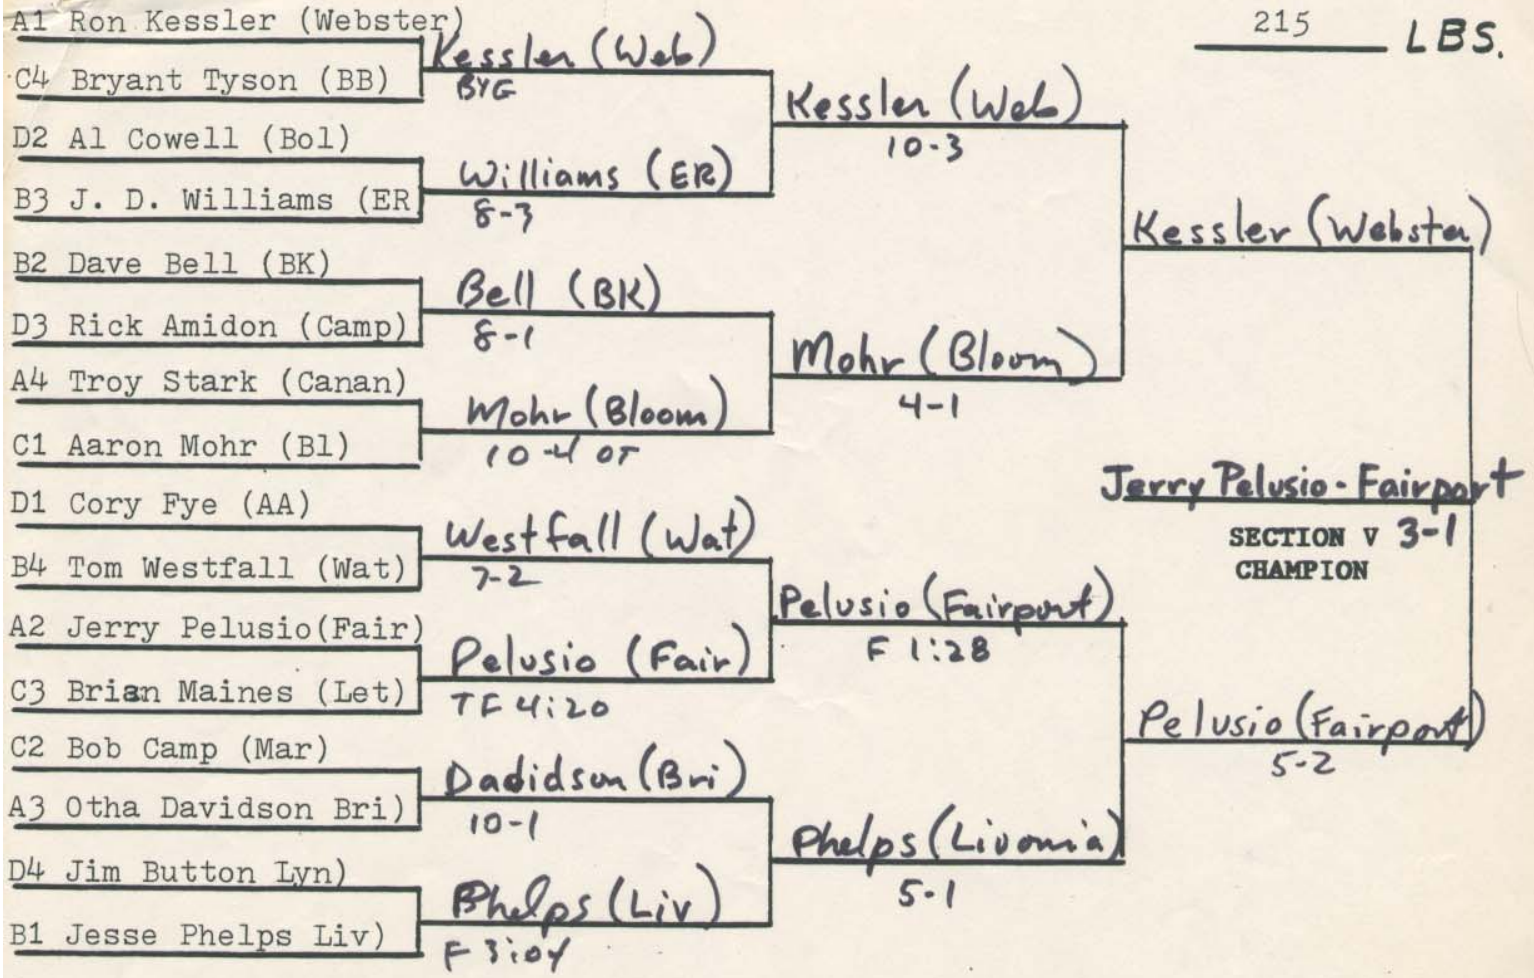 A1 Ron Kessler (Webster)
C4 Bryant Tyson (BB)
D2 Al Cowell (Bol)
B3 J. D. Williams (ER
B2 Dave Bell (BK)
D3 Rick Amidon (Camp)
A4 Troy Stark (Canan)
C1 Aaron Mohr (Bl)
D1 Cory Fye (AA)
B4 Tom Westfall (Wat)
A2 Jerry Pelusio(Fair)
C3 Brian Maines (Let)
C2 Bob Camp (Mar)
A3 Otha Davidson Bri)
D4 Jim Button Lyn)
B1 Jesse Phelps Liv)
Kessler (Web)
BYG
Williams (ER)
8-3
Bell (BK)
8-1
Mohr (Bloom)
10-4 OT
Westfall (Wat)
7-2
Pelusio (Fair)
TF 4:20
Dadidson (Bri)
10-1
Phelps (Liv)
F 3:04
Kessler (Web)
10-3
Mohr (Bloom)
4-1
Pelusio (Fairport)
F 1:28
Phelps (Livonia)
5-1
215 LBS.
Kessler (Webster)
Jerry Pelusio - Fairport
SECTION V 3-1
CHAMPION
Pelusio (Fairport)
5-2